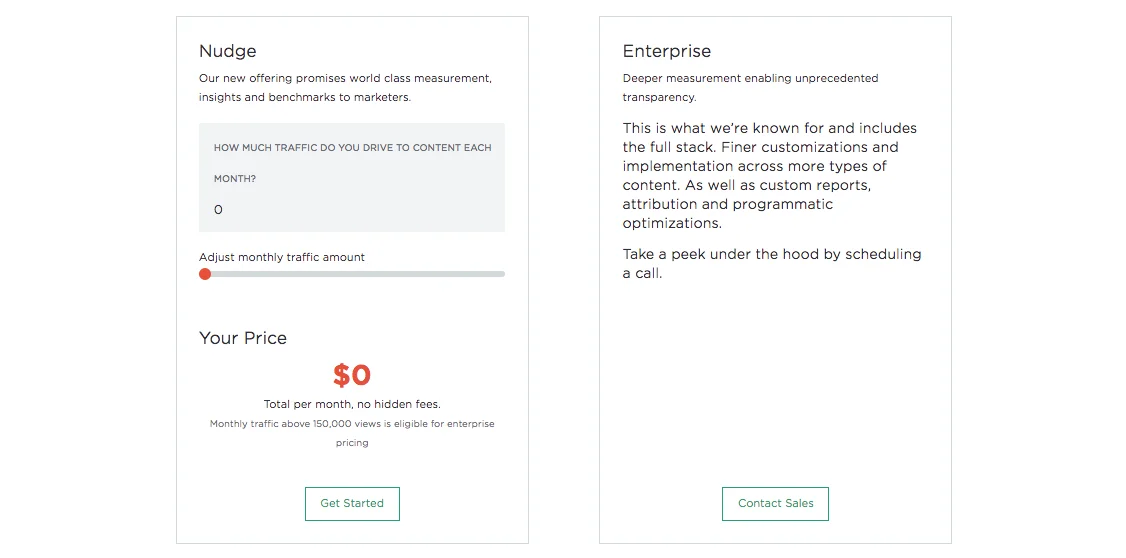 Nudge
Our new offering promises world class measurement,
insights and benchmarks to marketers.
HOW MUCH TRAFFIC DO YOU DRIVE TO CONTENT EACH
MONTH?
0
Adjust monthly traffic amount
Your Price
$0
Total per month, no hidden fees.
Monthly traffic above 150,000 views is eligible for enterprise
pricing
Get Started
Enterprise
Deeper measurement enabling unprecedented
transparency.
This is what we're known for and includes
the full stack. Finer customizations and
implementation across more types of
content. As well as custom reports,
attribution and programmatic
optimizations.
Take a peek under the hood by scheduling
a call.
Contact Sales